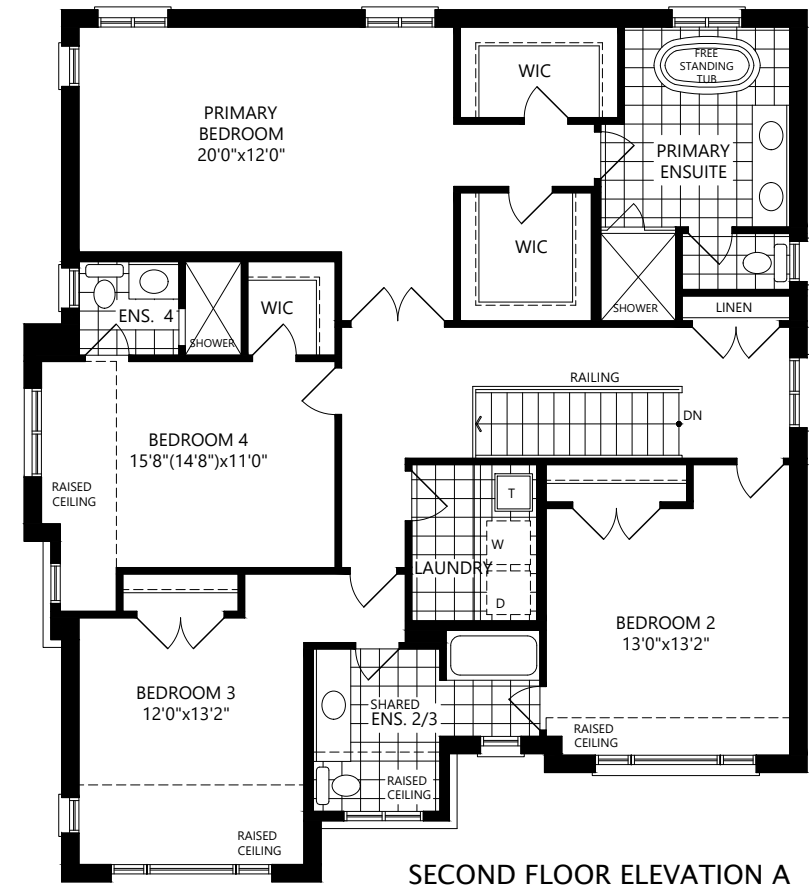 FREE
STANDING
TUB
WIC
PRIMARY
BEDROOM
20'0"x12'0"
PRIMARY
ENSUITE
WIC
ENS. 4
WIC
SHOWER
SHOWER
LINEN
RAILING
DN
BEDROOM 4
15'8"(14'8")x11'0"
RAISED
CEILING
T
W
LAUNDRY
D
BEDROOM 2
13'0"x13'2"
BEDROOM 3
12'0"x13'2"
SHARED
ENS. 2/3
RAISED
CEILING
RAISED
CEILING
RAISED
CEILING
SECOND FLOOR ELEVATION A